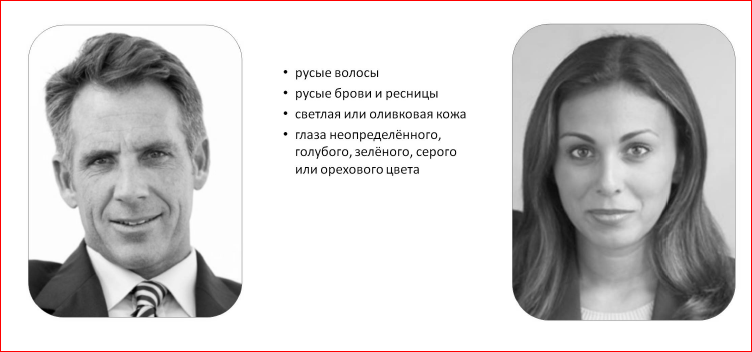 • русые волосы
• русые брови и ресницы
• светлая или оливковая кожа
• глаза неопределённого,
голубого, зелёного, серого
или орехового цвета